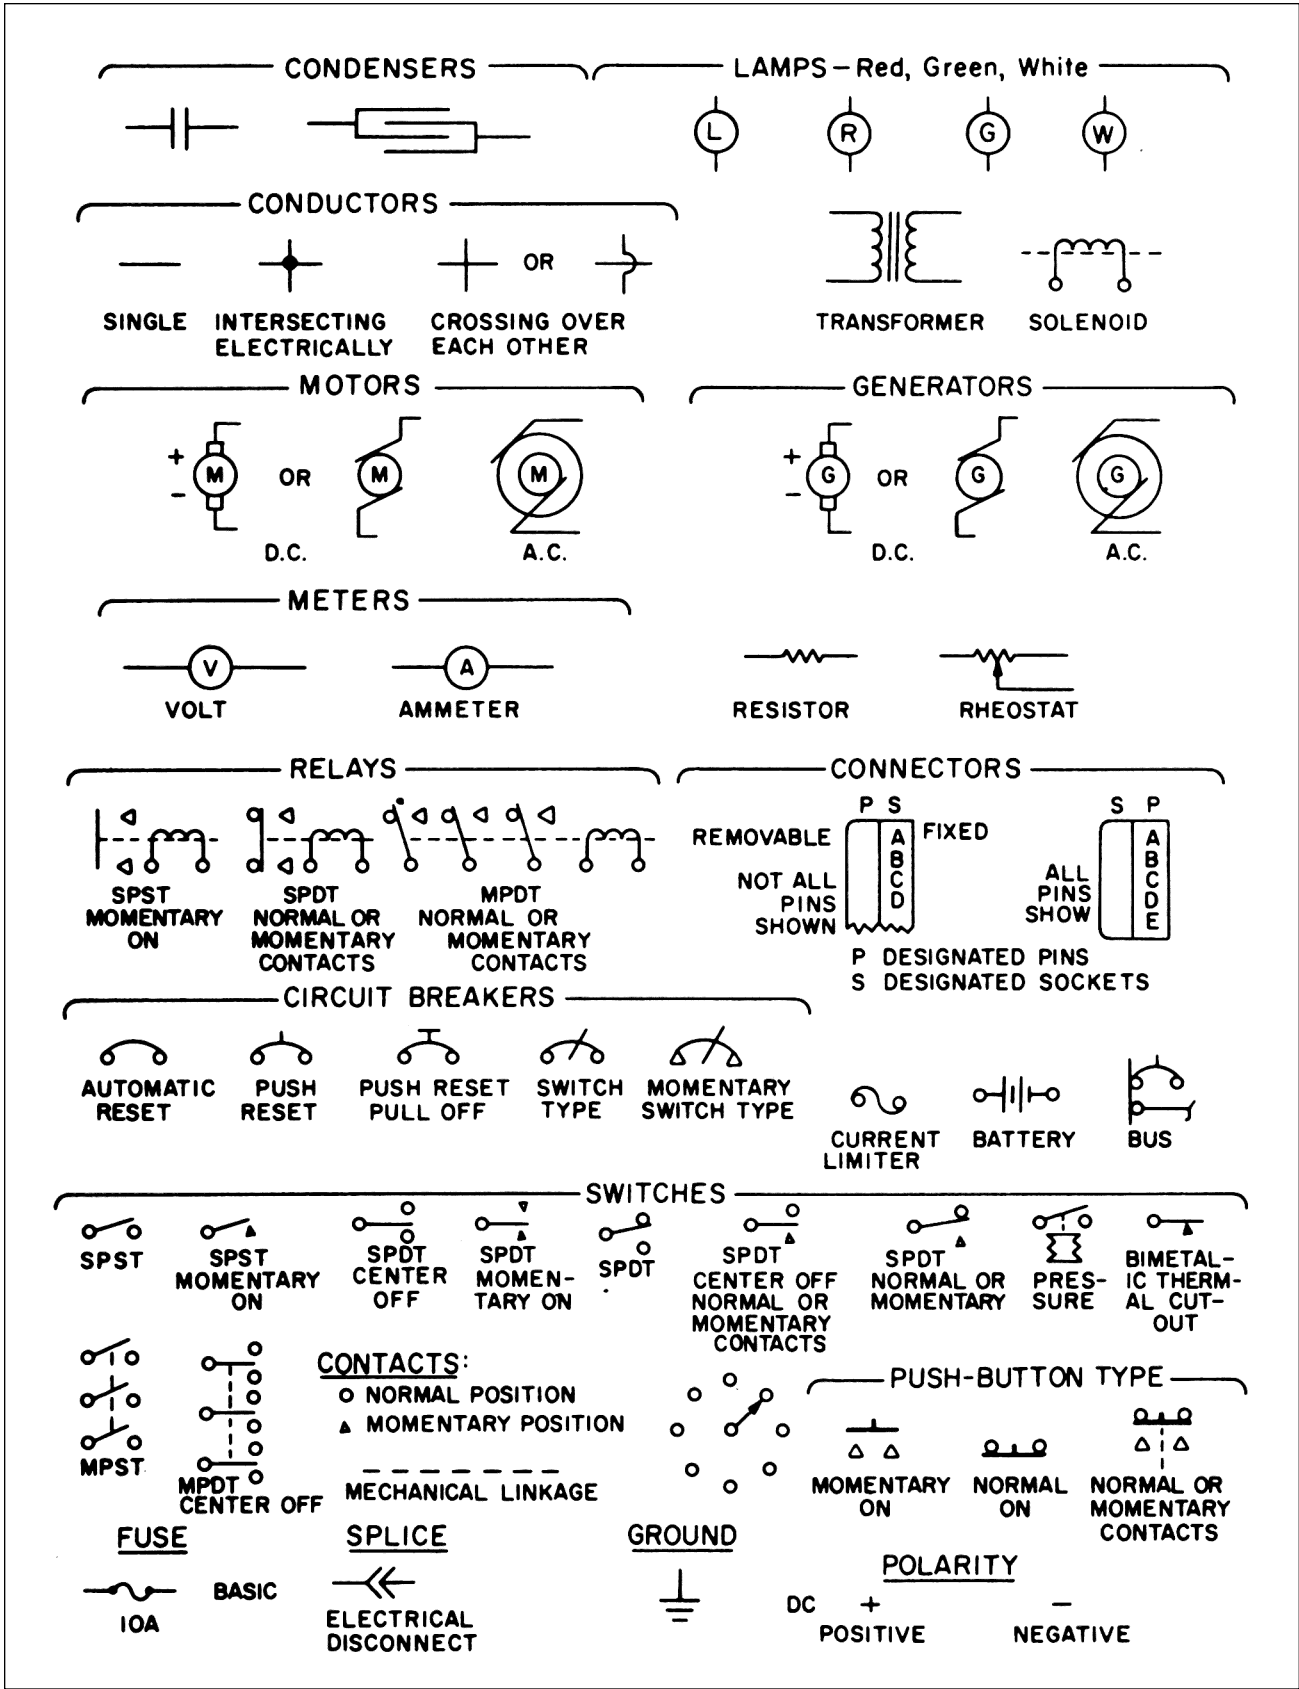 CONDENSERS
LAMPS–Red, Green, White
L R G W
CONDUCTORS
OR
SINGLE
INTERSECTING
ELECTRICALLY
CROSSING OVER
EACH OTHER
TRANSFORMER
SOLENOID
MOTORS
+
–
M
OR
M
M
D.C.
A.C.
GENERATORS
+
–
G
OR
G
G
D.C.
A.C.
METERS
V
A
VOLT
AMMETER
RESISTOR
RHEOSTAT
RELAYS
SPST
MOMENTARY
ON
SPDT
NORMAL OR
MOMENTARY
CONTACTS
MPDT
NORMAL OR
MOMENTARY
CONTACTS
CONNECTORS
P S
REMOVABLE
FIXED
A
B
C
D
NOT ALL
PINS
SHOWN
S P
A
B
C
D
E
ALL
PINS
SHOW
P DESIGNATED PINS
S DESIGNATED SOCKETS
CIRCUIT BREAKERS
AUTOMATIC
RESET
PUSH
RESET
PUSH RESET
PULL OFF
SWITCH
TYPE
MOMENTARY
SWITCH TYPE
CURRENT
LIMITER
BATTERY
BUS
SWITCHES
SPST
SPST
MOMENTARY
ON
SPDT
CENTER
OFF
SPDT
MOMEN-
TARY ON
SPDT
SPDT
CENTER OFF
NORMAL OR
MOMENTARY
CONTACTS
SPDT
NORMAL OR
MOMENTARY
PRES-
SURE
BIMETAL-
IC THERM-
AL CUT-
OUT
MPST
MPDT
CENTER OFF
CONTACTS:
NORMAL POSITION
MOMENTARY POSITION
MECHANICAL LINKAGE
PUSH-BUTTON TYPE
MOMENTARY
ON
NORMAL
ON
NORMAL OR
MOMENTARY
CONTACTS
FUSE
BASIC
10A
SPLICE
ELECTRICAL
DISCONNECT
GROUND
POLARITY
DC + –
POSITIVE
NEGATIVE